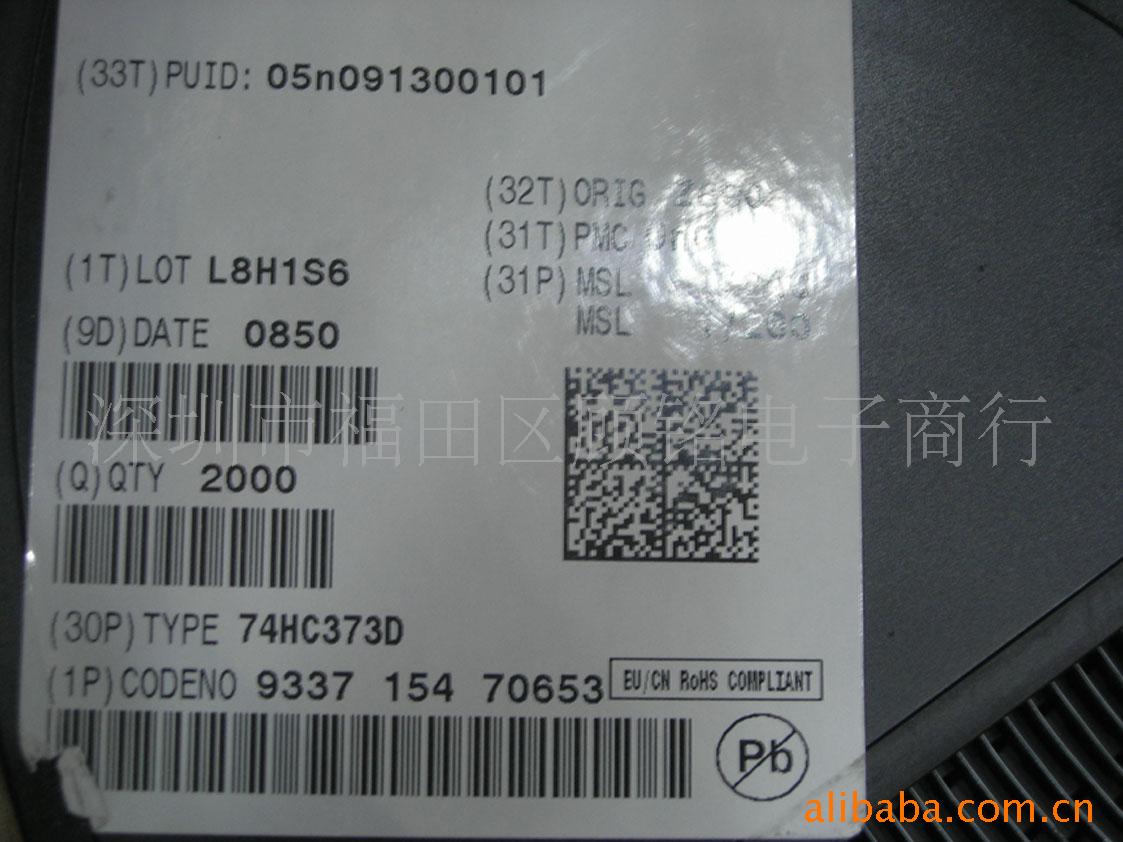 (33T)PUID: 05n091300101
(32T)ORIG
(31T)PMC
(1T)LOT L8H1S6
(31P)MSL
(9D)DATE 0850
MSL
深圳市福田区颐铭电子商行
(Q)QTY 2000
(30P)TYPE 74HC373D
(1P)CODENO 9337 154 70653
EU/CN RoHS COMPLIANT
Pb
alibaba.com.cn